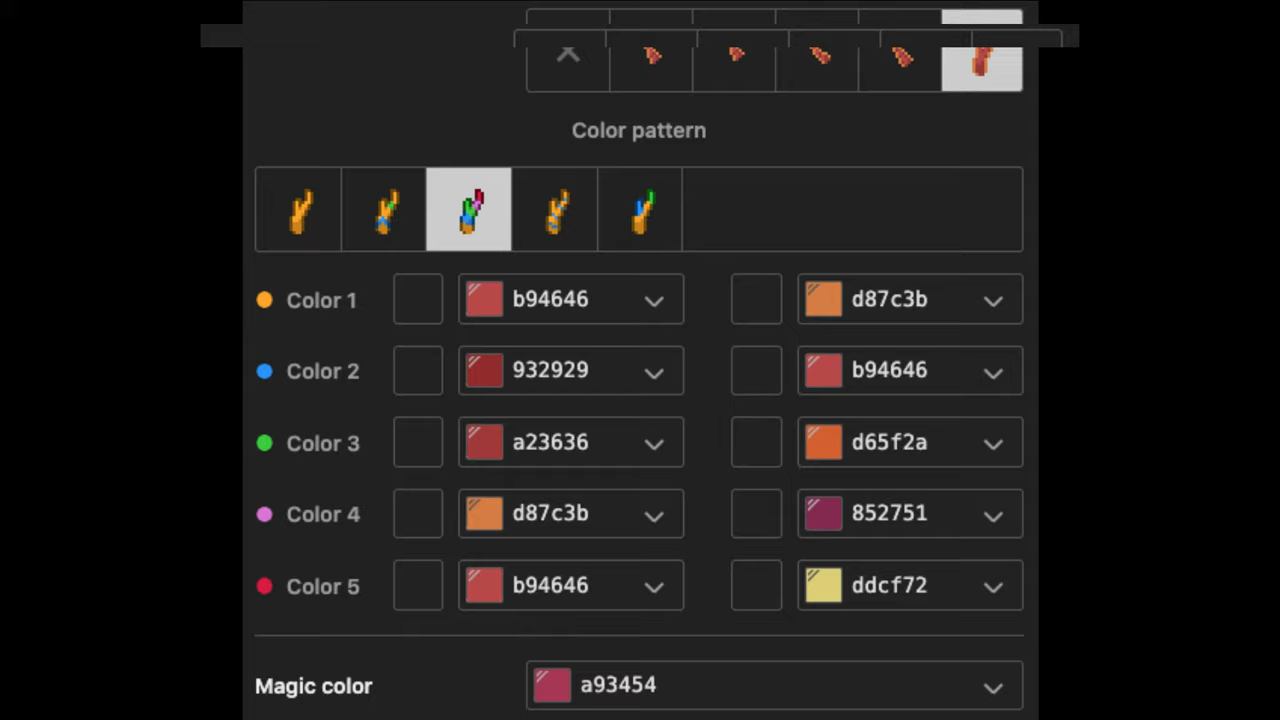 Color pattern
Color 1 b94646 d87c3b
Color 2 932929 b94646
Color 3 a23636 d65f2a
Color 4 d87c3b 852751
Color 5 b94646 ddcf72
Magic color a93454